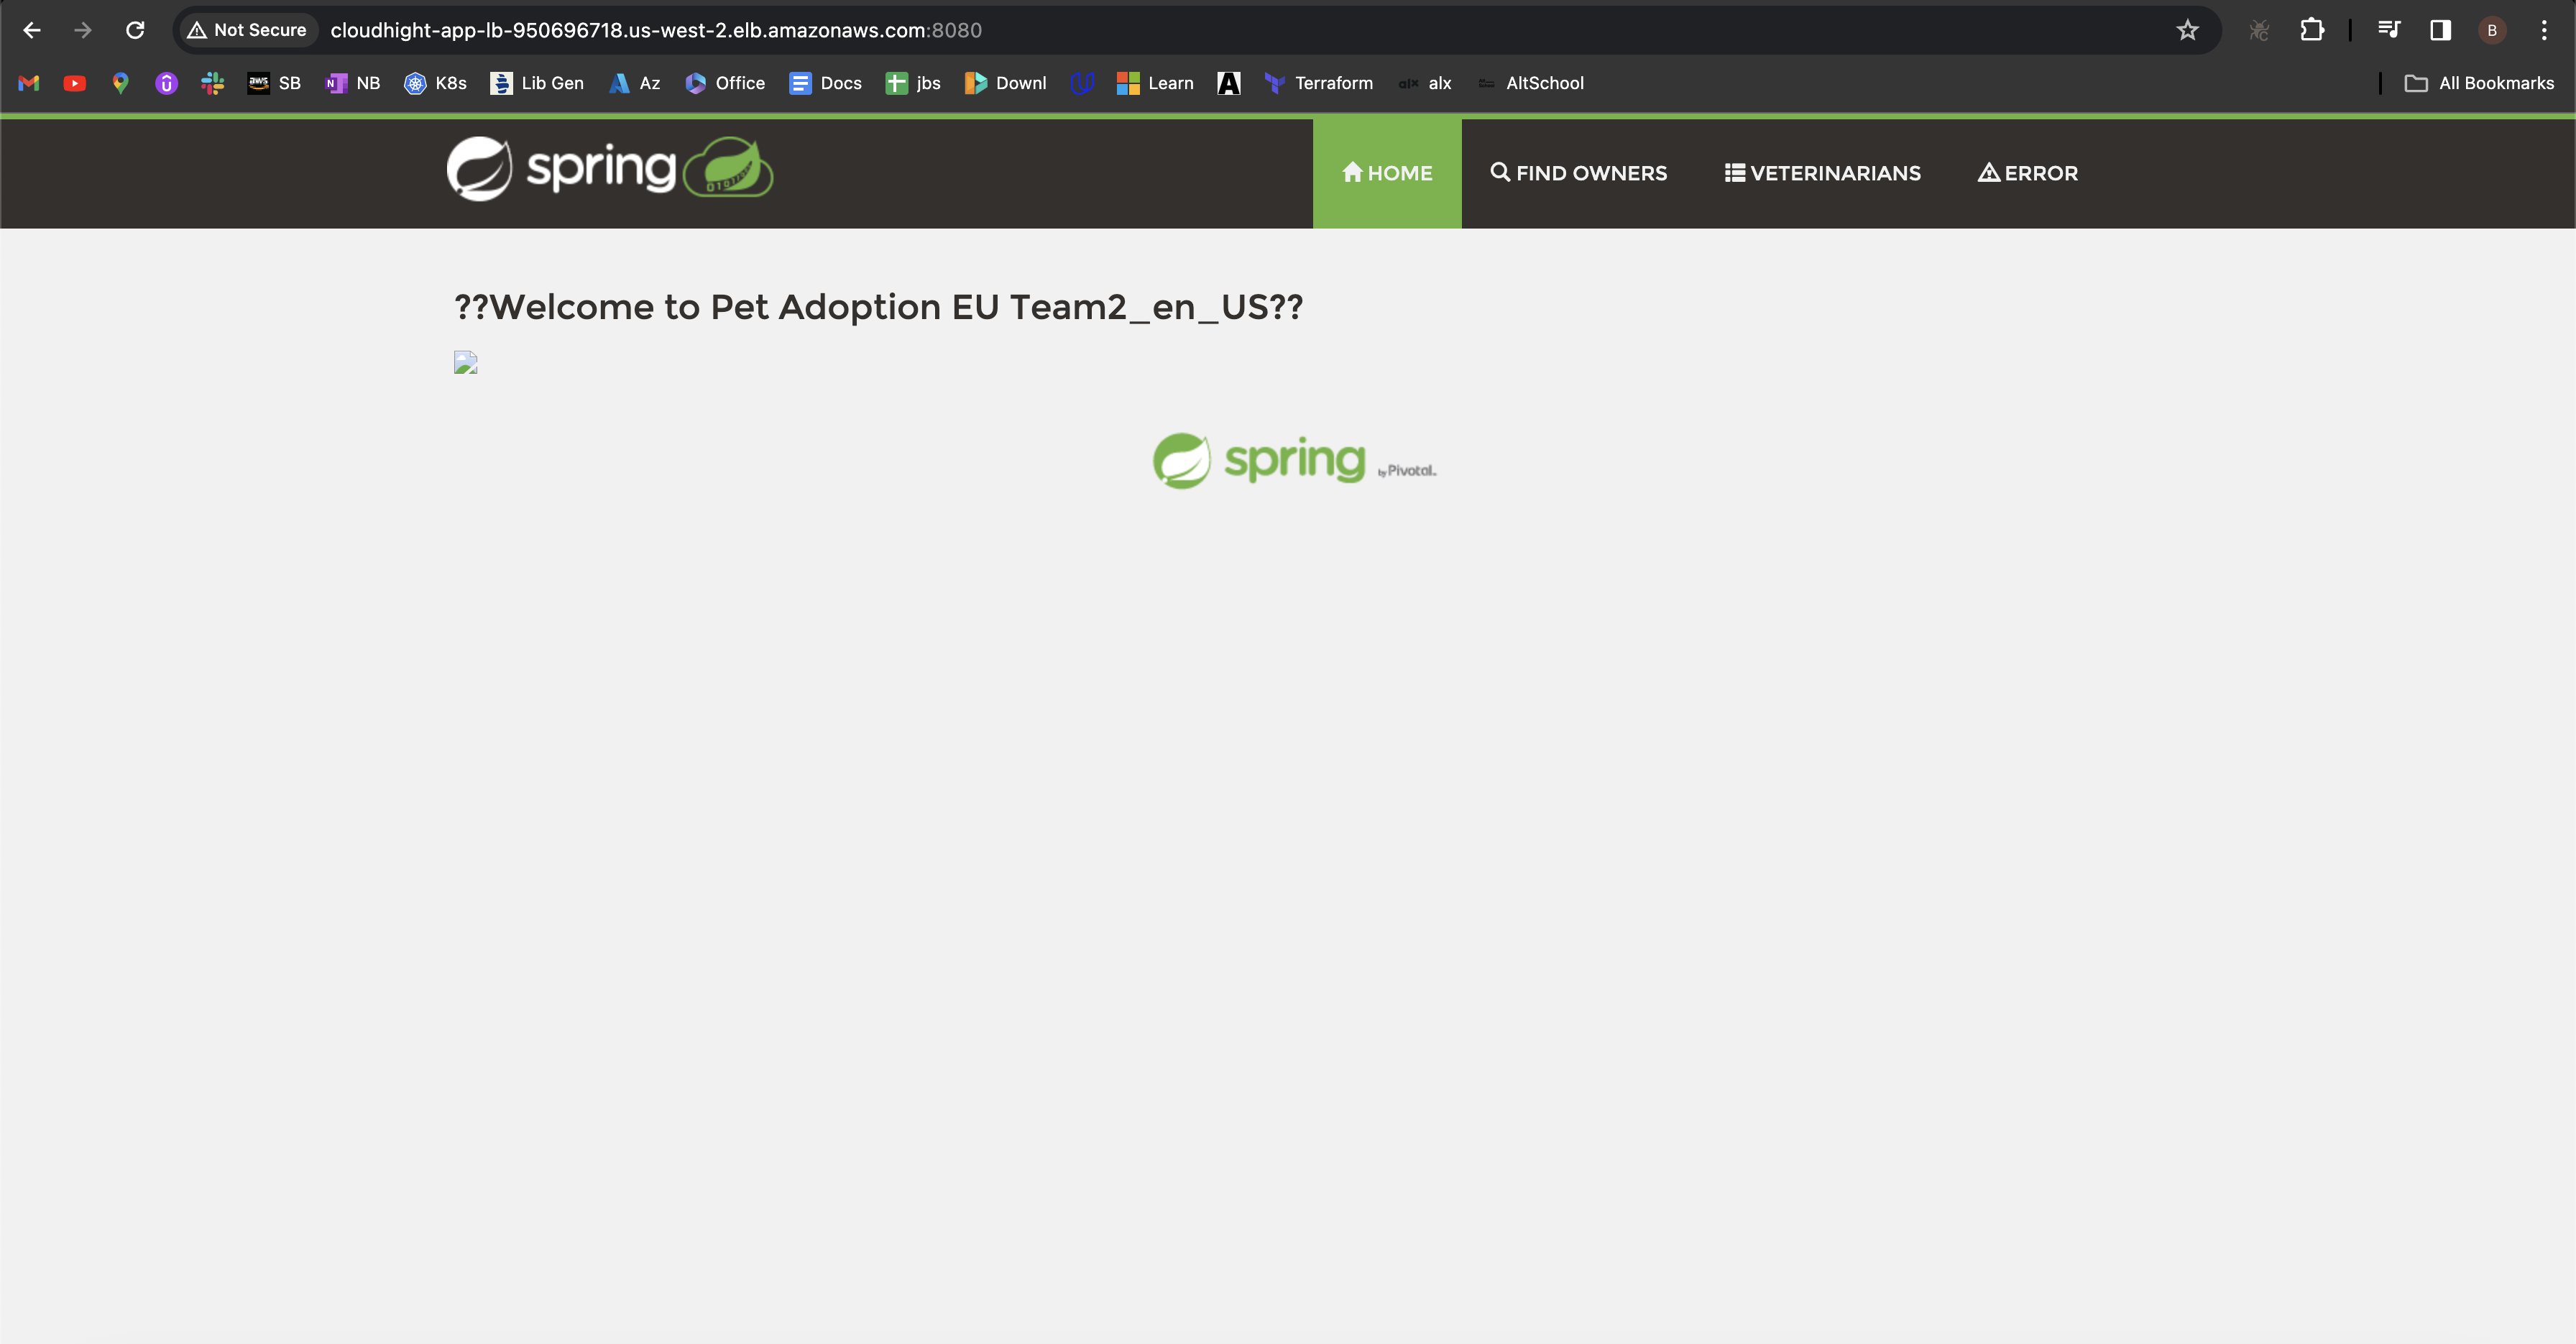 Not Secure cloudhight-app-lb-950696718.us-west-2.elb.amazonaws.com:8080 B
aws SB N NB K8s Lib Gen Az Office Docs jbs Downl Learn A Terraform alx alx AltSchool All Bookmarks
spring HOME FIND OWNERS VETERINARIANS ERROR
??Welcome to Pet Adoption EU Team2_en_US??
spring by Pivotal